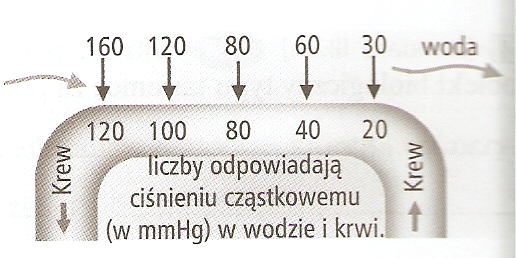 160 120 80 60 30 woda
120 100 80 40 20
Krew
Krew
liczby odpowiadają
ciśnieniu cząstkowemu
(w mmHg) w wodzie i krwi.